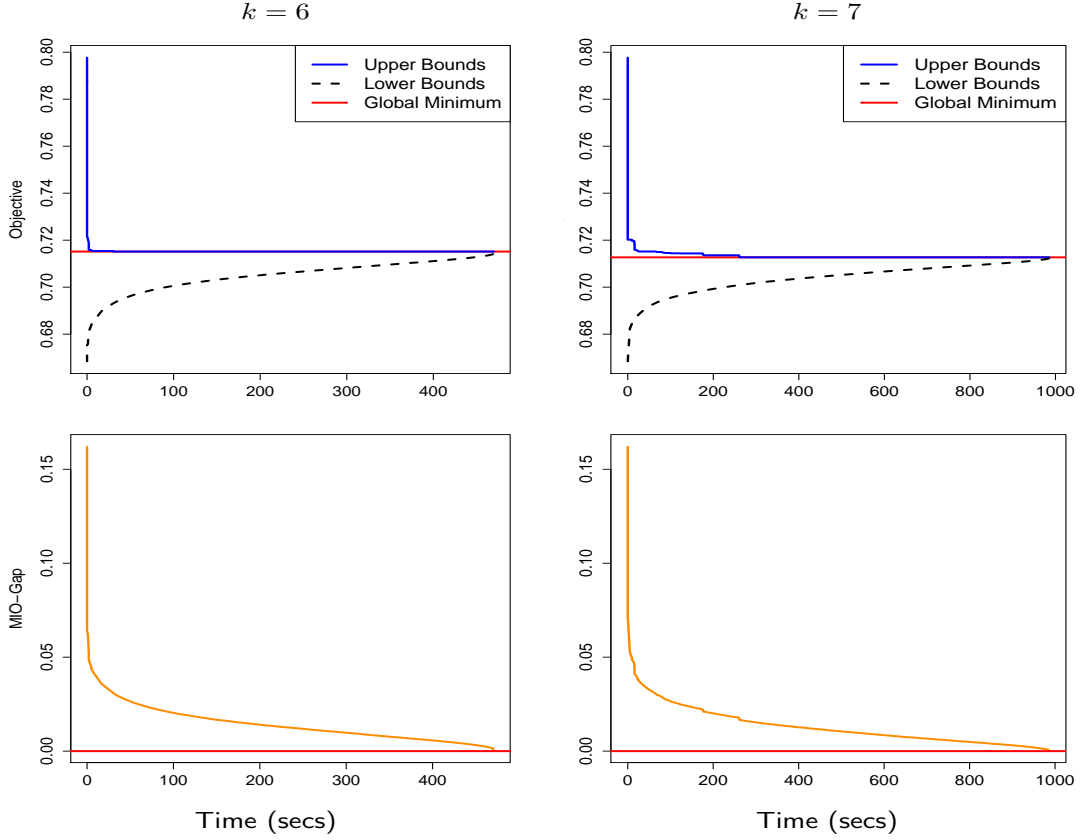 k = 6
k = 7
Objective
0.68 0.70 0.72 0.74 0.76 0.78 0.80
Upper Bounds
Lower Bounds
Global Minimum
0 100 200 300 400
0.68 0.70 0.72 0.74 0.76 0.78 0.80
Upper Bounds
Lower Bounds
Global Minimum
0 200 400 600 800 1000
MIO-Gap
0.00 0.05 0.10 0.15
0 100 200 300 400
Time (secs)
0.00 0.05 0.10 0.15
0 200 400 600 800 1000
Time (secs)